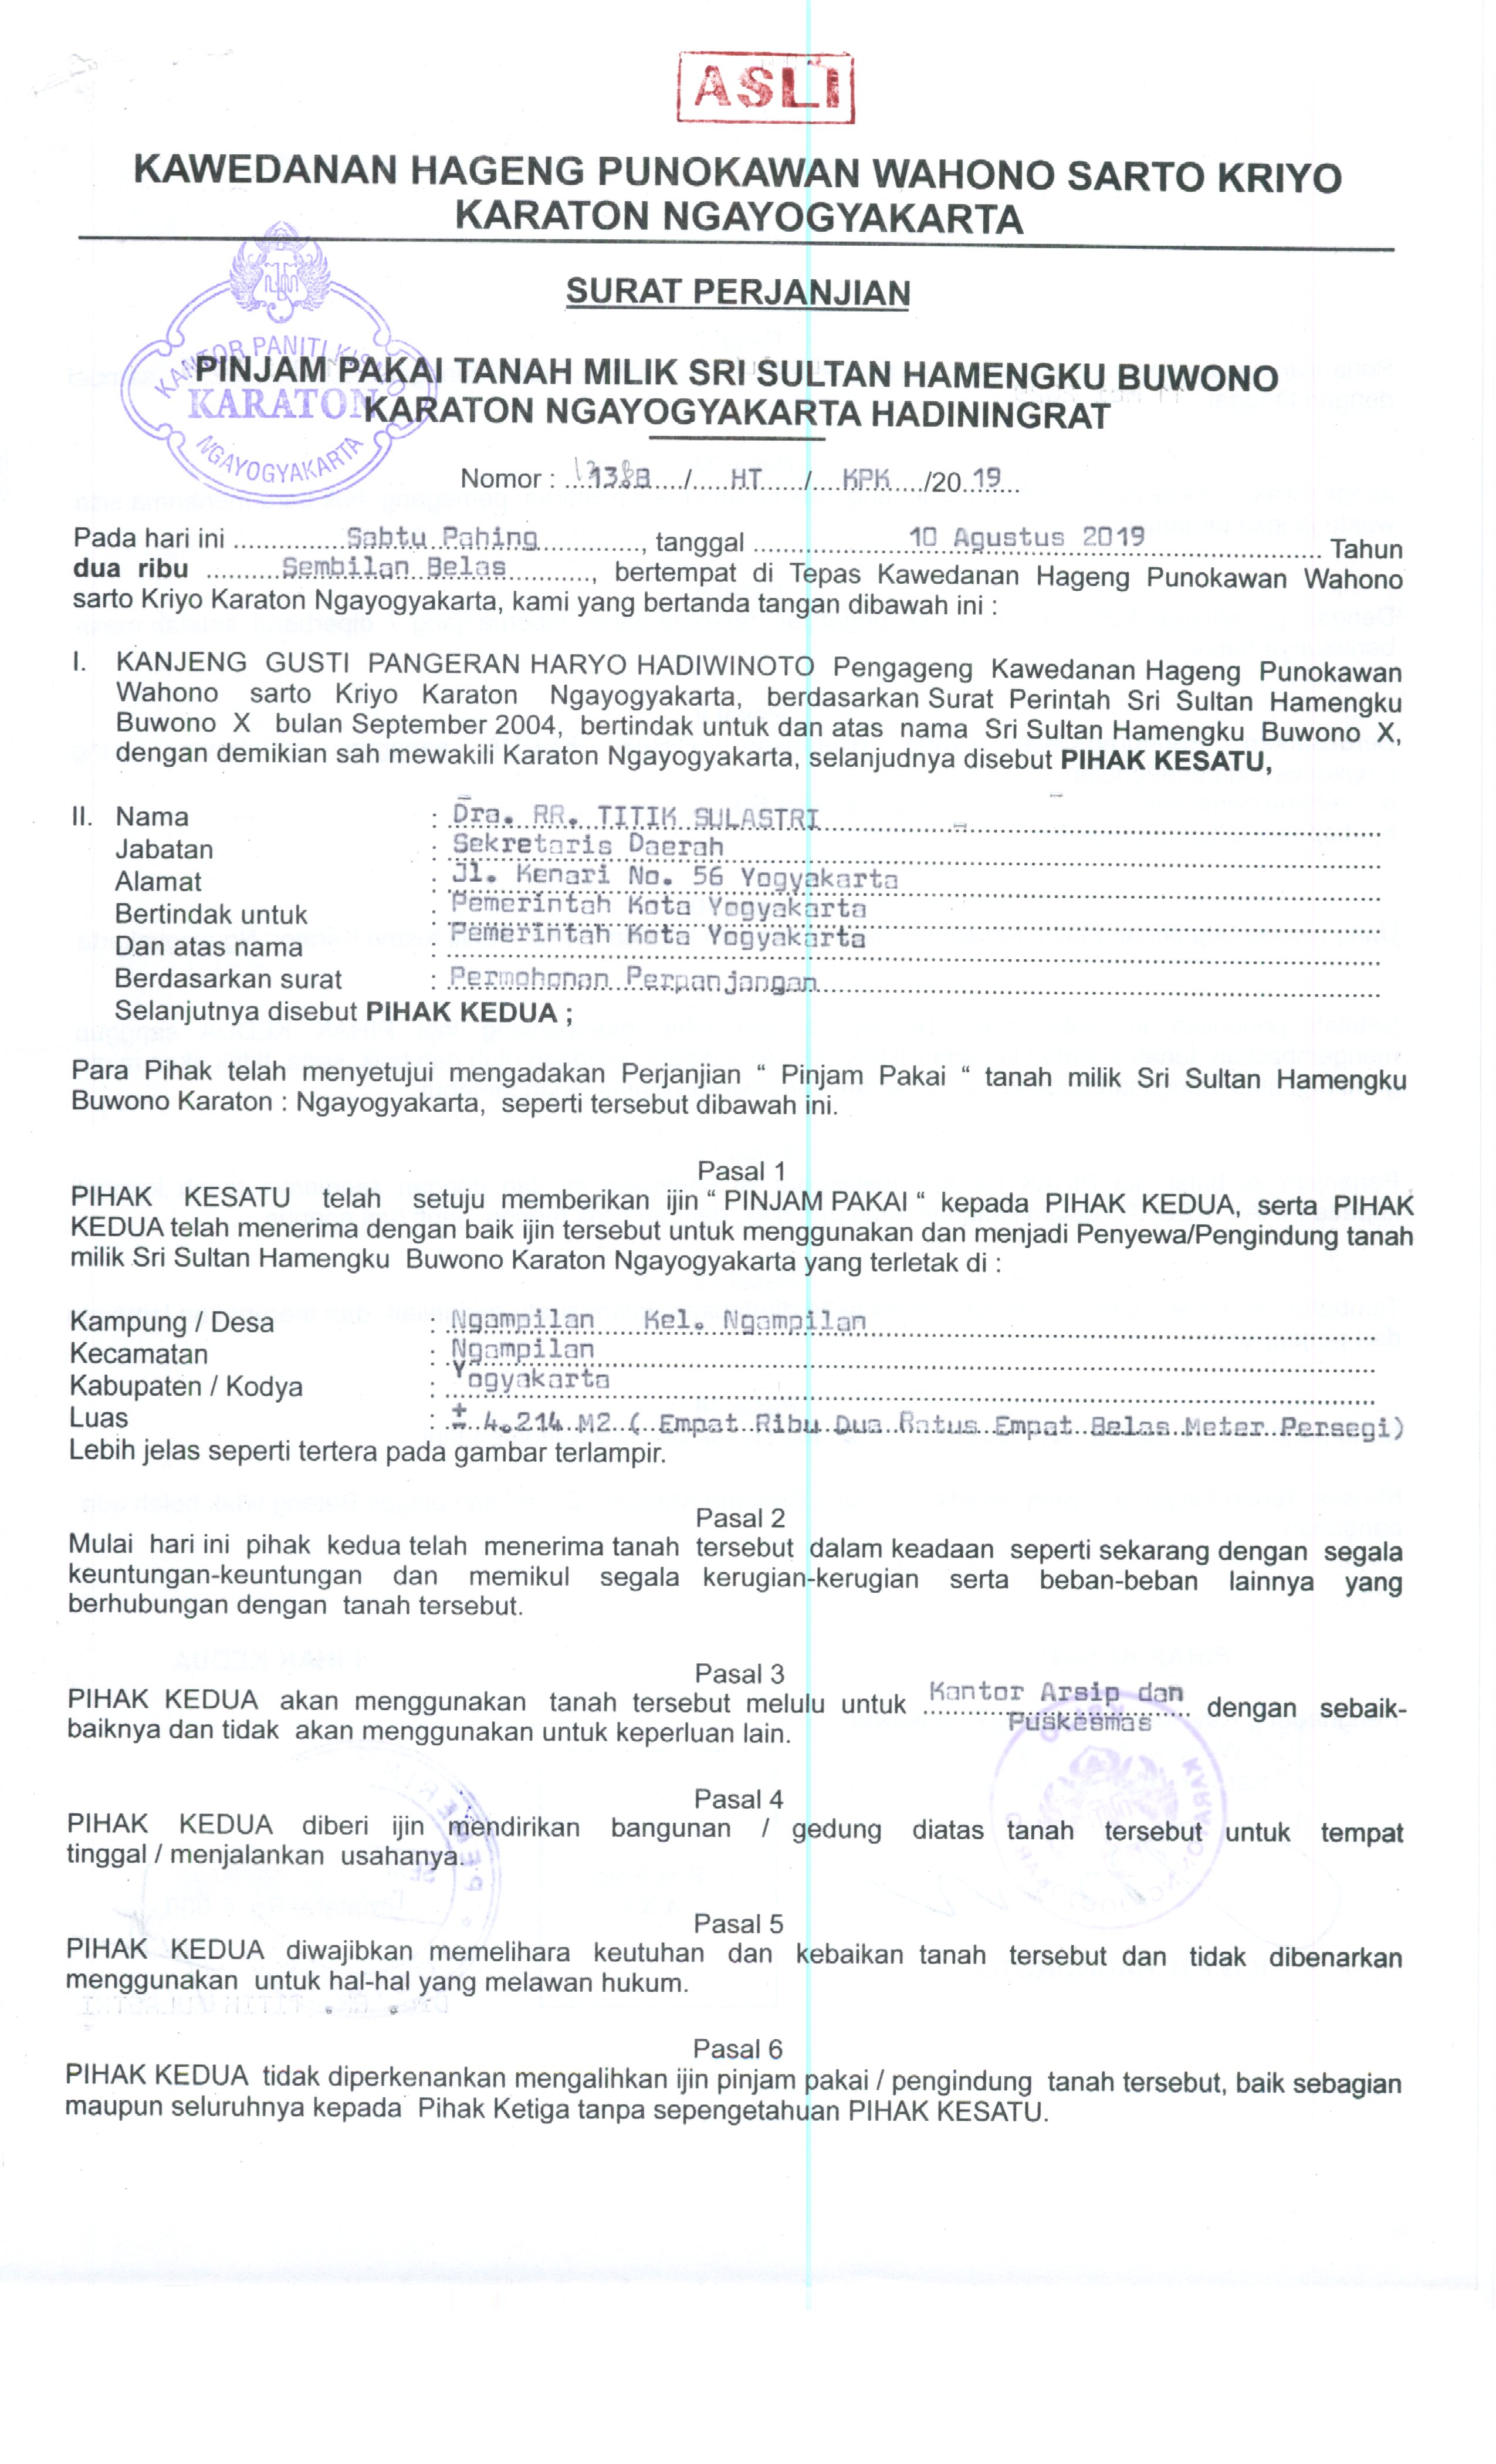 ASLI
KAWEDANAN HAGENG PUNOKAWAN WAHONO SARTO KRIYO
KARATON NGAYOGYAKARTA
SURAT PERJANJIAN
KANTOR PANITI KISMO
KARATON
NGAYOGYAKARTA
PINJAM PAKAI TANAH MILIK SRI SULTAN HAMENGKU BUWONO
KARATON NGAYOGYAKARTA HADININGRAT
Nomor : / HT / KPK /20 19
Pada hari ini Sabtu Pahing, tanggal 10 Agustus 2019 Tahun
dua ribu Sembilan Belas, bertempat di Tepas Kawedanan Hageng Punokawan Wahono
sarto Kriyo Karaton Ngayogyakarta, kami yang bertanda tangan dibawah ini :
I. KANJENG GUSTI PANGERAN HARYO HADIWINOTO Pengageng Kawedanan Hageng Punokawan
Wahono sarto Kriyo Karaton Ngayogyakarta, berdasarkan Surat Perintah Sri Sultan Hamengku
Buwono X bulan September 2004, bertindak untuk dan atas nama Sri Sultan Hamengku Buwono X,
dengan demikian sah mewakili Karaton Ngayogyakarta, selanjudnya disebut PIHAK KESATU,
II. Nama : Dra. RR. TITIK SULASTRI
Jabatan : Sekretaris Daerah
Alamat : Jl. Kenari No. 56 Yogyakarta
Bertindak untuk : Pemerintah Kota Yogyakarta
Dan atas nama : Pemerintah Kota Yogyakarta
Berdasarkan surat : Permohonan Perpanjangan
Selanjutnya disebut PIHAK KEDUA ;
Para Pihak telah menyetujui mengadakan Perjanjian “ Pinjam Pakai “ tanah milik Sri Sultan Hamengku
Buwono Karaton : Ngayogyakarta, seperti tersebut dibawah ini.
Pasal 1
PIHAK KESATU telah setuju memberikan ijin “ PINJAM PAKAI “ kepada PIHAK KEDUA, serta PIHAK
KEDUA telah menerima dengan baik ijin tersebut untuk menggunakan dan menjadi Penyewa/Pengindung tanah
milik Sri Sultan Hamengku Buwono Karaton Ngayogyakarta yang terletak di :
Kampung / Desa : Ngampilan Kel. Ngampilan
Kecamatan : Ngampilan
Kabupaten / Kodya : Yogyakarta
Luas : ± 4.214 M2 ( Empat Ribu Dua Ratus Empat Belas Meter Persegi)
Lebih jelas seperti tertera pada gambar terlampir.
Pasal 2
Mulai hari ini pihak kedua telah menerima tanah tersebut dalam keadaan seperti sekarang dengan segala
keuntungan-keuntungan dan memikul segala kerugian-kerugian serta beban-beban lainnya yang
berhubungan dengan tanah tersebut.
Pasal 3
PIHAK KEDUA akan menggunakan tanah tersebut melulu untuk Kantor Arsip dan Puskesmas dengan sebaik-
baiknya dan tidak akan menggunakan untuk keperluan lain.
Pasal 4
PIHAK KEDUA diberi ijin mendirikan bangunan / gedung diatas tanah tersebut untuk tempat
tinggal / menjalankan usahanya.
Pasal 5
PIHAK KEDUA diwajibkan memelihara keutuhan dan kebaikan tanah tersebut dan tidak dibenarkan
menggunakan untuk hal-hal yang melawan hukum.
Pasal 6
PIHAK KEDUA tidak diperkenankan mengalihkan ijin pinjam pakai / pengindung tanah tersebut, baik sebagian
maupun seluruhnya kepada Pihak Ketiga tanpa sepengetahuan PIHAK KESATU.